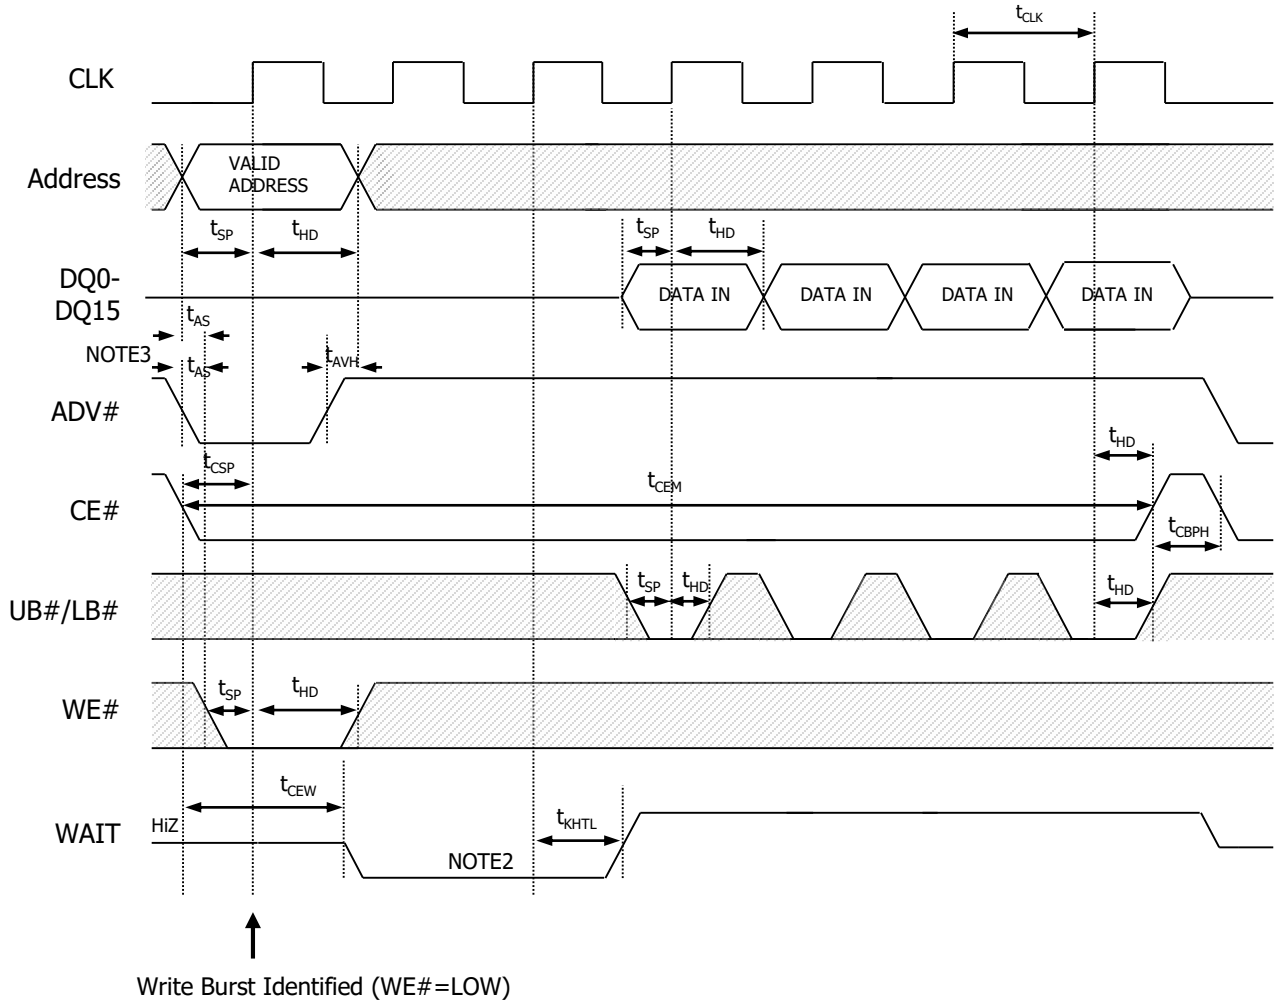 tCLK
CLK
VALID
ADDRESS
Address
tSP
tHD
tSP
tHD
DQ0-
DQ15
DATA IN
DATA IN
DATA IN
DATA IN
tAS
NOTE3
tAS
tAVH
ADV#
tHD
tCSP
tCEM
CE#
tCBPH
UB#/LB#
tSP
tHD
tHD
WE#
tSP
tHD
tCEW
HiZ
WAIT
tKHTL
NOTE2
Write Burst Identified (WE#=LOW)